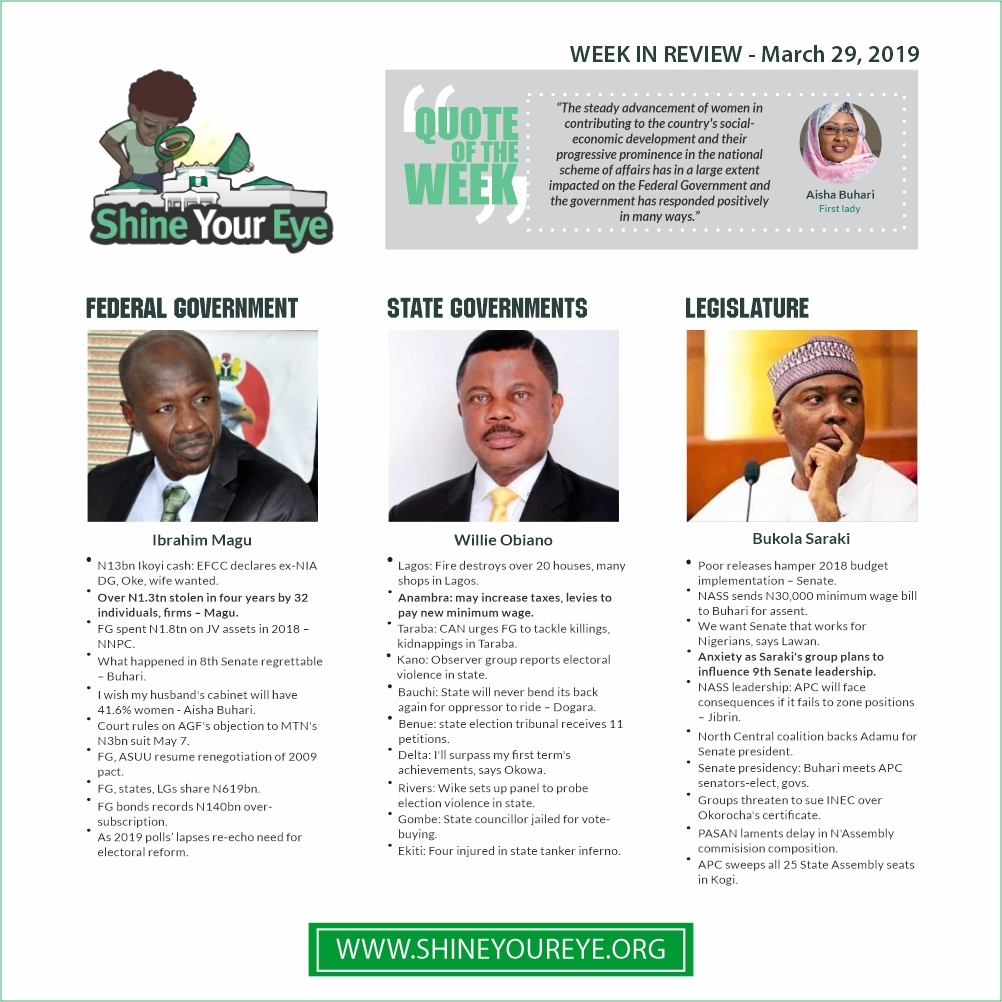 WEEK IN REVIEW - March 29, 2019
Shine Your Eye
“
QUOTE
OF THE
WEEK
”
“The steady advancement of women in
contributing to the country's social-
economic development and their
progressive prominence in the national
scheme of affairs has in a large extent
impacted on the Federal Government and
the government has responded positively
in many ways.”
Aisha Buhari
First lady
FEDERAL GOVERNMENT
Ibrahim Magu
• N13bn Ikoyi cash: EFCC declares ex-NIA
DG, Oke, wife wanted.
• Over N1.3tn stolen in four years by 32
individuals, firms – Magu.
• FG spent N1.8tn on JV assets in 2018 –
NNPC.
• What happened in 8th Senate regrettable
– Buhari.
• I wish my husband's cabinet will have
41.6% women - Aisha Buhari.
• Court rules on AGF's objection to MTN's
N3bn suit May 7.
• FG, ASUU resume renegotiation of 2009
pact.
• FG, states, LGs share N619bn.
• FG bonds records N140bn over-
subscription.
• As 2019 polls’ lapses re-echo need for
electoral reform.
STATE GOVERNMENTS
Willie Obiano
• Lagos: Fire destroys over 20 houses, many
shops in Lagos.
• Anambra: may increase taxes, levies to
pay new minimum wage.
• Taraba: CAN urges FG to tackle killings,
kidnappings in Taraba.
• Kano: Observer group reports electoral
violence in state.
• Bauchi: State will never bend its back
again for oppressor to ride – Dogara.
• Benue: state election tribunal receives 11
petitions.
• Delta: I'll surpass my first term's
achievements, says Okowa.
• Rivers: Wike sets up panel to probe
election violence in state.
• Gombe: State councillor jailed for vote-
buying.
• Ekiti: Four injured in state tanker inferno.
LEGISLATURE
Bukola Saraki
• Poor releases hamper 2018 budget
implementation – Senate.
• NASS sends N30,000 minimum wage bill
to Buhari for assent.
• We want Senate that works for
Nigerians, says Lawan.
• Anxiety as Saraki's group plans to
influence 9th Senate leadership.
• NASS leadership: APC will face
consequences if it fails to zone positions
– Jibrin.
• North Central coalition backs Adamu for
Senate president.
• Senate presidency: Buhari meets APC
senators-elect, govs.
• Groups threaten to sue INEC over
Okorocha's certificate.
• PASAN laments delay in N'Assembly
commisision composition.
• APC sweeps all 25 State Assembly seats
in Kogi.
WWW.SHINEYOUREYE.ORG